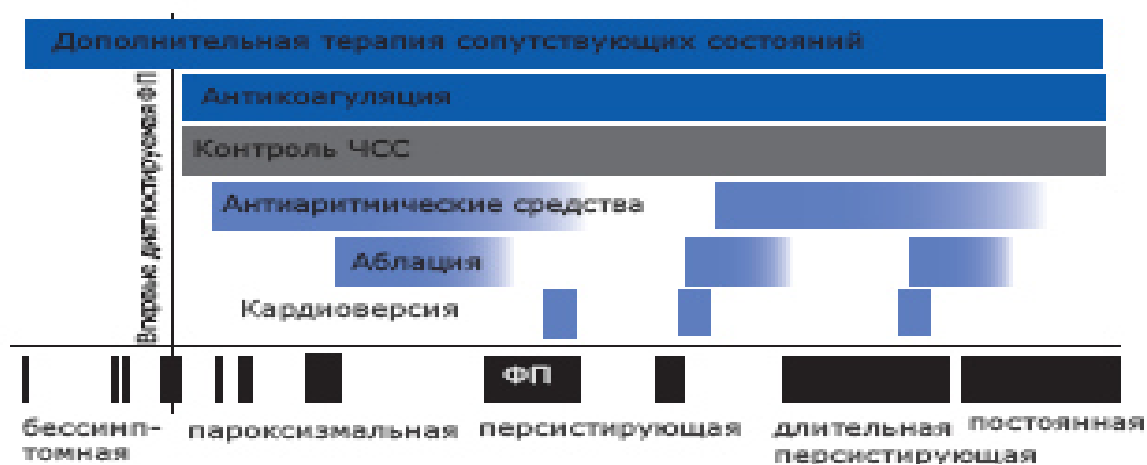 Дополнительная терапия сопутствующих состояний
Впервые диагностируемая ФП
Антикоагуляция
Контроль ЧСС
Антиаритмические средства
Аблация
Кардиоверсия
ФП
бессимп-
томная
пароксизмальная
персистирующая
длительная
персистирующая
постоянная